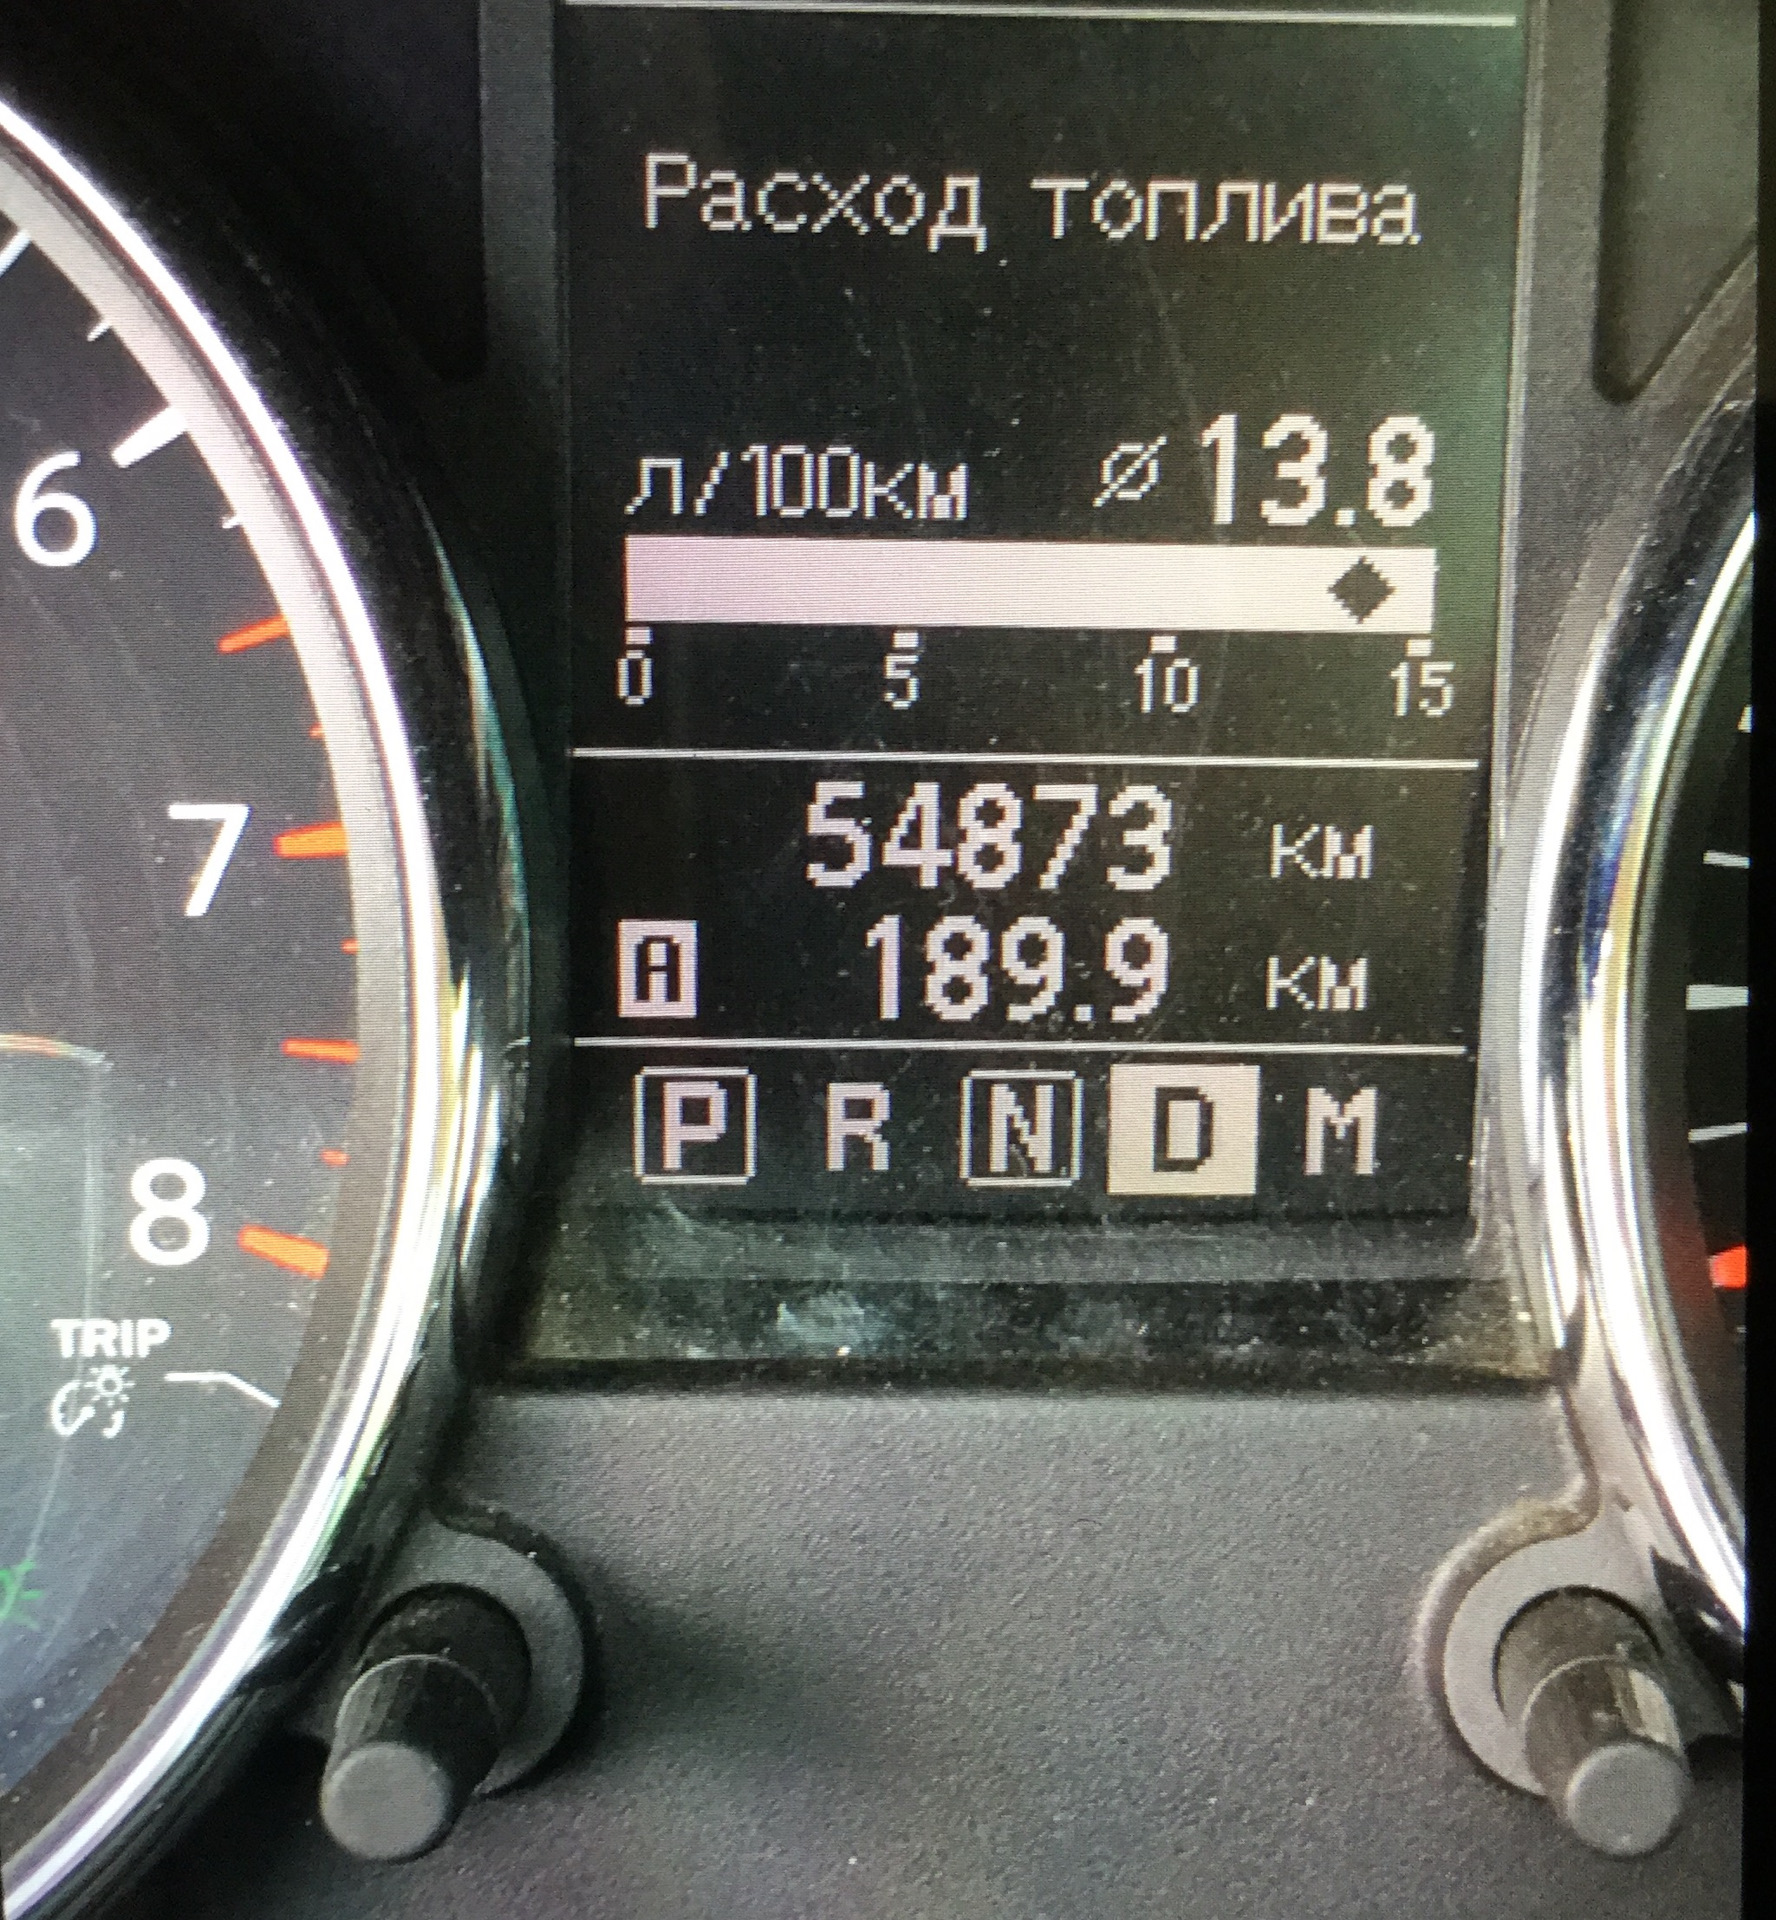 Расход топлива
л/100км ⌀ 13.8
0 5 10 15
54873 км
A 189.9 км
P R N D M
6
7
8
TRIP